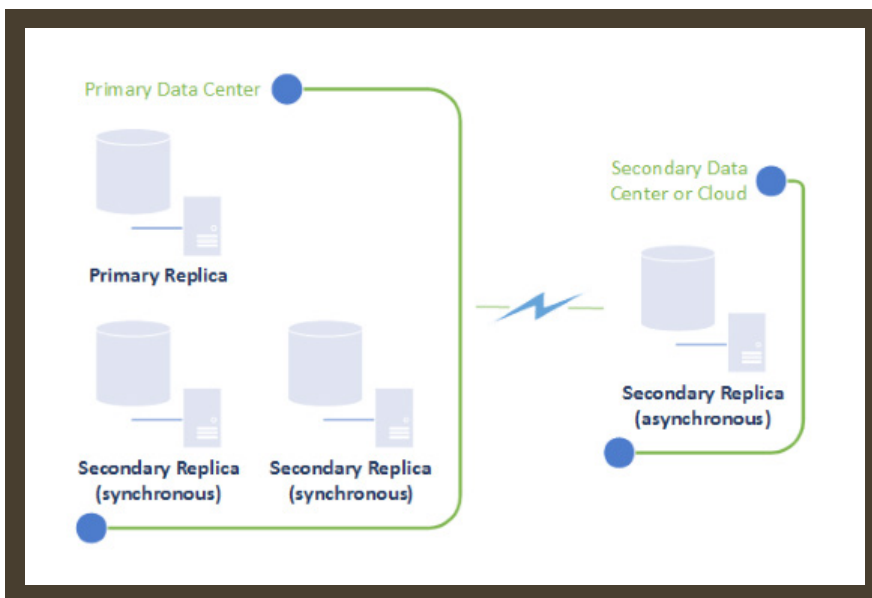 Primary Data Center
Primary Replica
Secondary Replica
(synchronous)
Secondary Replica
(synchronous)
Secondary Data
Center or Cloud
Secondary Replica
(asynchronous)